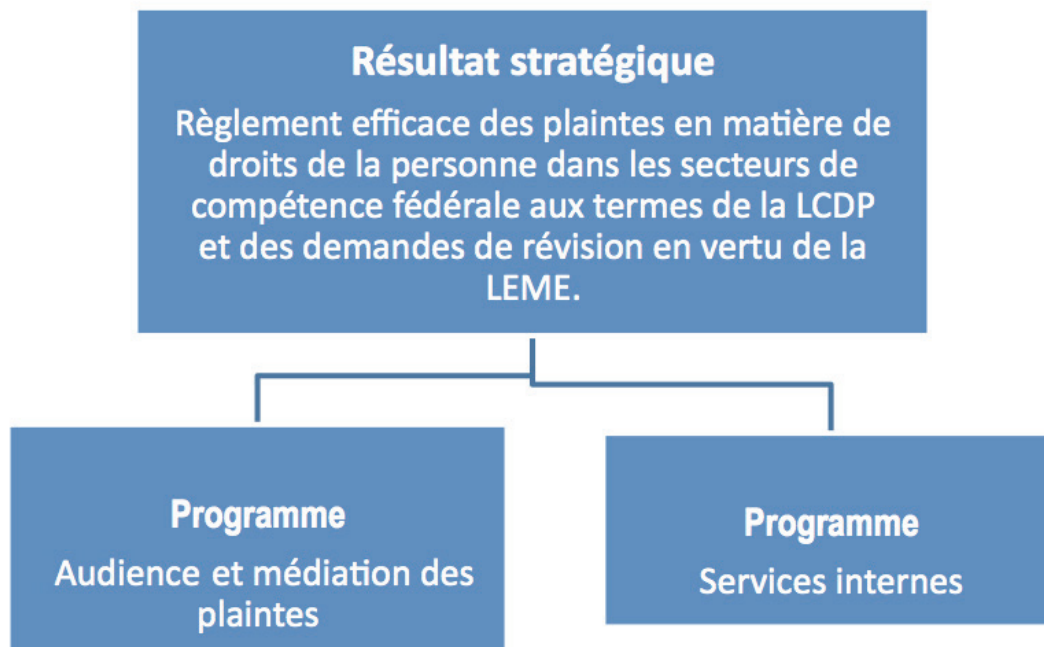 Résultat stratégique
Règlement efficace des plaintes en matière de
droits de la personne dans les secteurs de
compétence fédérale aux termes de la LCDP
et des demandes de révision en vertu de la
LEME.
Programme
Audience et médiation des
plaintes
Programme
Services internes